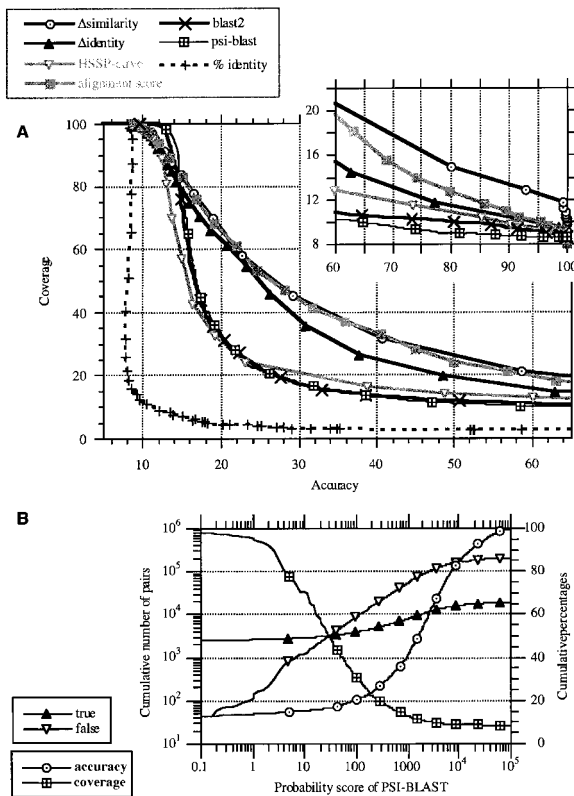 Δsimilarity
Δidentity
HSSP-curve
alignment score
blast2
psi-blast
% identity
A
100
80
60
40
20
0
Coverage
10
20
30
40
50
60
Accuracy
20
16
12
8
60
70
80
90
100
B
10^6
10^5
10^4
10^3
10^2
10^1
Cumulative number of pairs
100
80
60
40
20
0
Cumulativepercentages
0.1
1
10
100
1000
10^4
10^5
Probability score of PSI-BLAST
true
false
accuracy
coverage